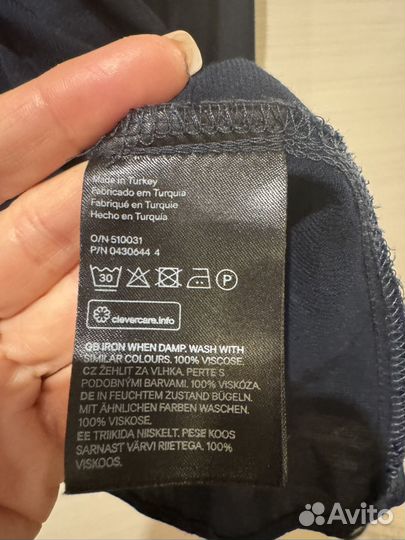 Made in Turkey
Fabricado em Turquia
Fabriqué en Turquie
Hecho en Turquía
O/N 510031
P/N 0430644 4
30
P
clevercare.info
GB IRON WHEN DAMP. WASH WITH
SIMILAR COLOURS. 100% VISCOSE.
CZ ŽEHLIT ZA VLHKA. PERTE S
PODOBNÝMI BARVAMI. 100% VISKÓZA.
DE IN FEUCHTEM ZUSTAND BÜGELN.
MIT ÄHNLICHEN FARBEN WASCHEN.
100% VISKOSE.
EE TRIIKIDA NIISKELT. PESE KOOS
SARNAST VÄRVI RIIETEGA. 100%
VISKOOS.
Avito